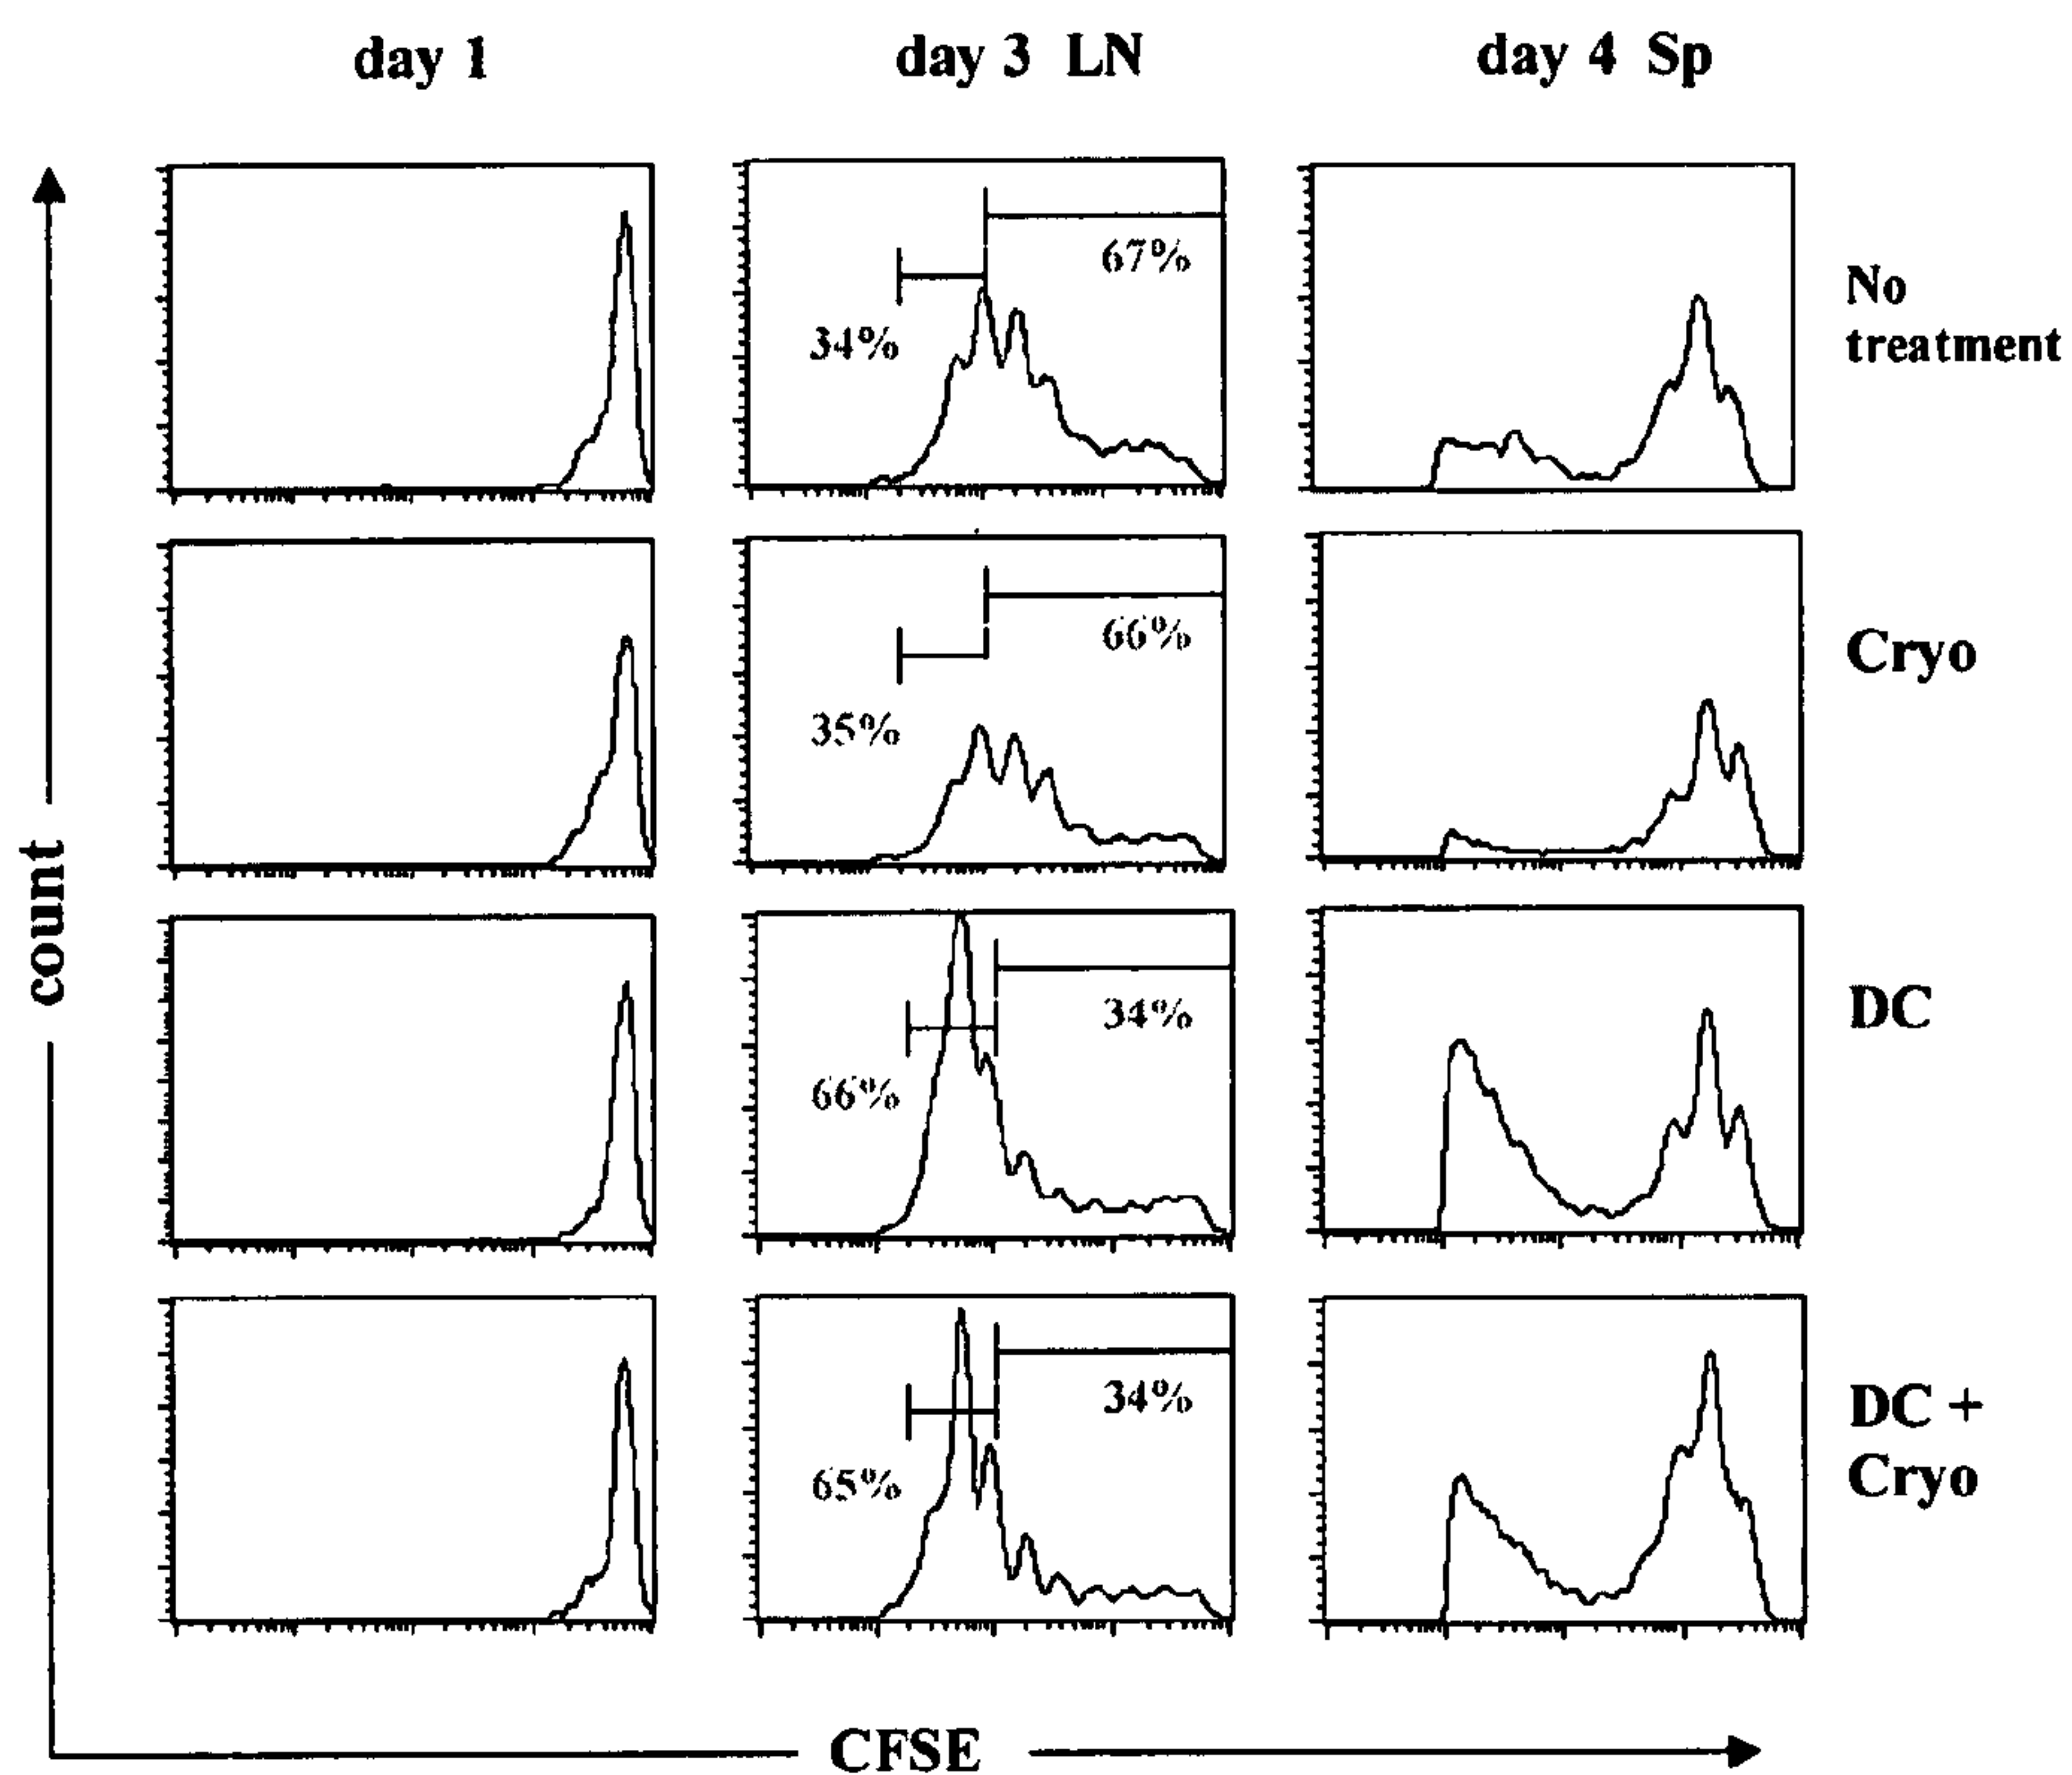 day 1 day 3 LN day 4 Sp
67%
34%
No
treatment
66%
35%
Cryo
34%
66%
DC
34%
65%
DC +
Cryo
count
CFSE